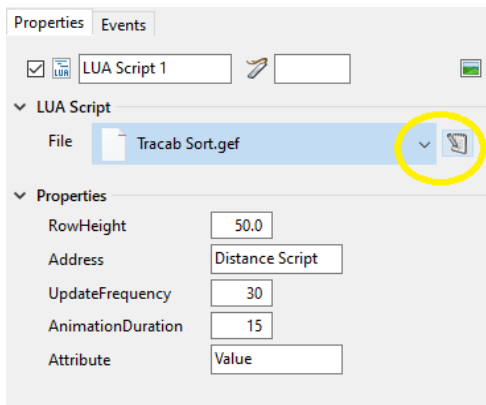 Properties Events
LUA LUA Script 1
LUA Script
File Tracab Sort.gef
Properties
RowHeight 50.0
Address Distance Script
UpdateFrequency 30
AnimationDuration 15
Attribute Value